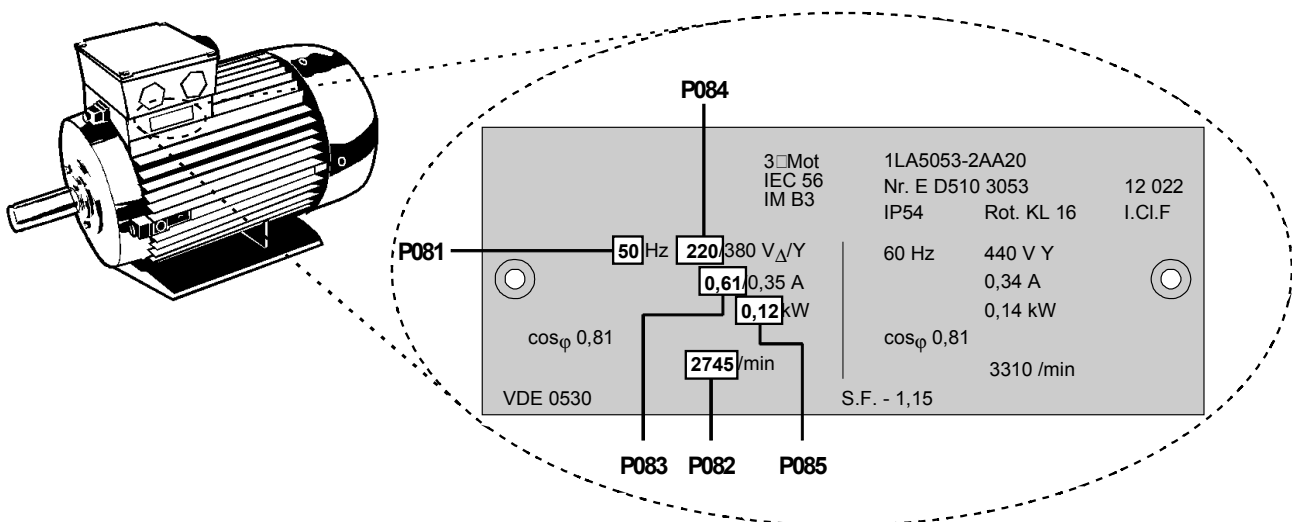 P084
3□Mot 1LA5053-2AA20
IEC 56 Nr. E D510 3053 12 022
IM B3 IP54 Rot. KL 16 I.Cl.F
P081 50 Hz 220/380 V∆/Y 60 Hz 440 V Y
0,61/0,35 A 0,34 A
0,12 kW 0,14 kW
cosφ 0,81 cosφ 0,81
2745/min 3310 /min
VDE 0530 S.F. - 1,15
P083 P082 P085